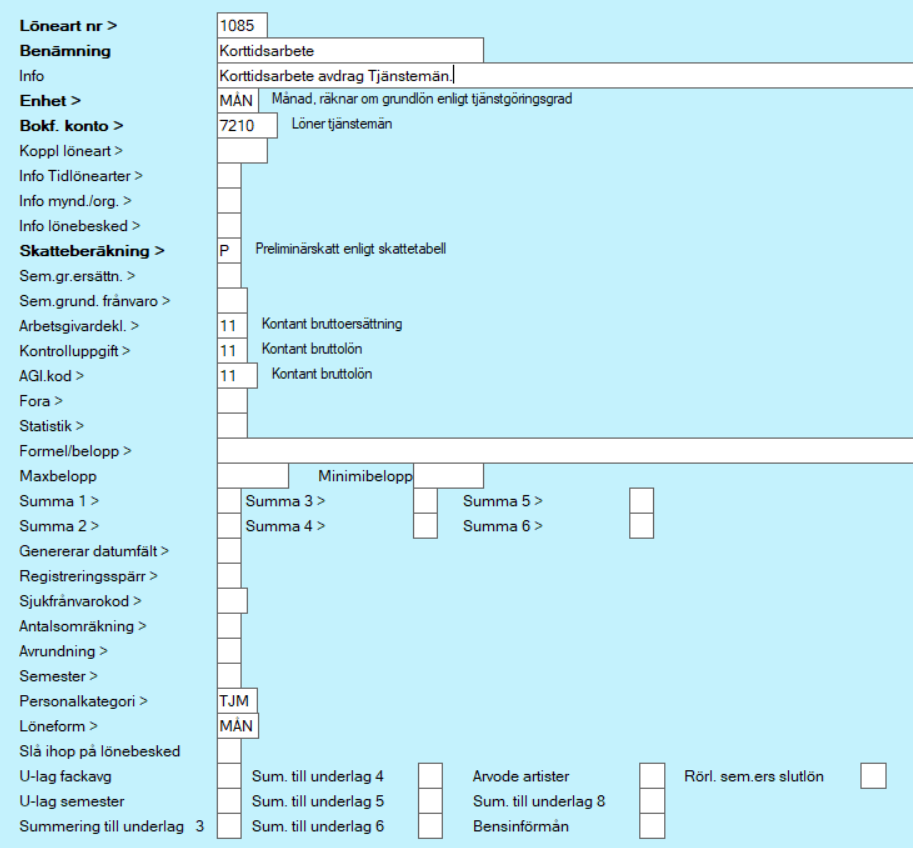 Löneart nr > 1085
Benämning Korttidsarbete
Info Korttidsarbete avdrag Tjänstemän.
Enhet > MÅN Månad, räknar om grundlön enligt tjänstgöringsgrad
Bokf. konto > 7210 Löner tjänstemän
Koppl löneart >
Info Tidlönearter >
Info mynd./org. >
Info lönebesked >
Skatteberäkning > P Preliminärskatt enligt skattetabell
Sem.gr.ersättn. >
Sem.grund. frånvaro >
Arbetsgivardekl. > 11 Kontant bruttoersättning
Kontrolluppgift > 11 Kontant bruttolön
AGI.kod > 11 Kontant bruttolön
Fora >
Statistik >
Formel/belopp >
Maxbelopp Minimibelopp
Summa 1 > Summa 3 > Summa 5 >
Summa 2 > Summa 4 > Summa 6 >
Genererar datumfält >
Registreringsspärr >
Sjukfrånvarokod >
Antalsomräkning >
Avrundning >
Semester >
Personalkategori > TJM
Löneform > MÅN
Slå ihop på lönebesked
U-lag fackavg Sum. till underlag 4 Arvode artister Rörl. sem.ers slutlön
U-lag semester Sum. till underlag 5 Sum. till underlag 8
Summering till underlag 3 Sum. till underlag 6 Bensinförmån